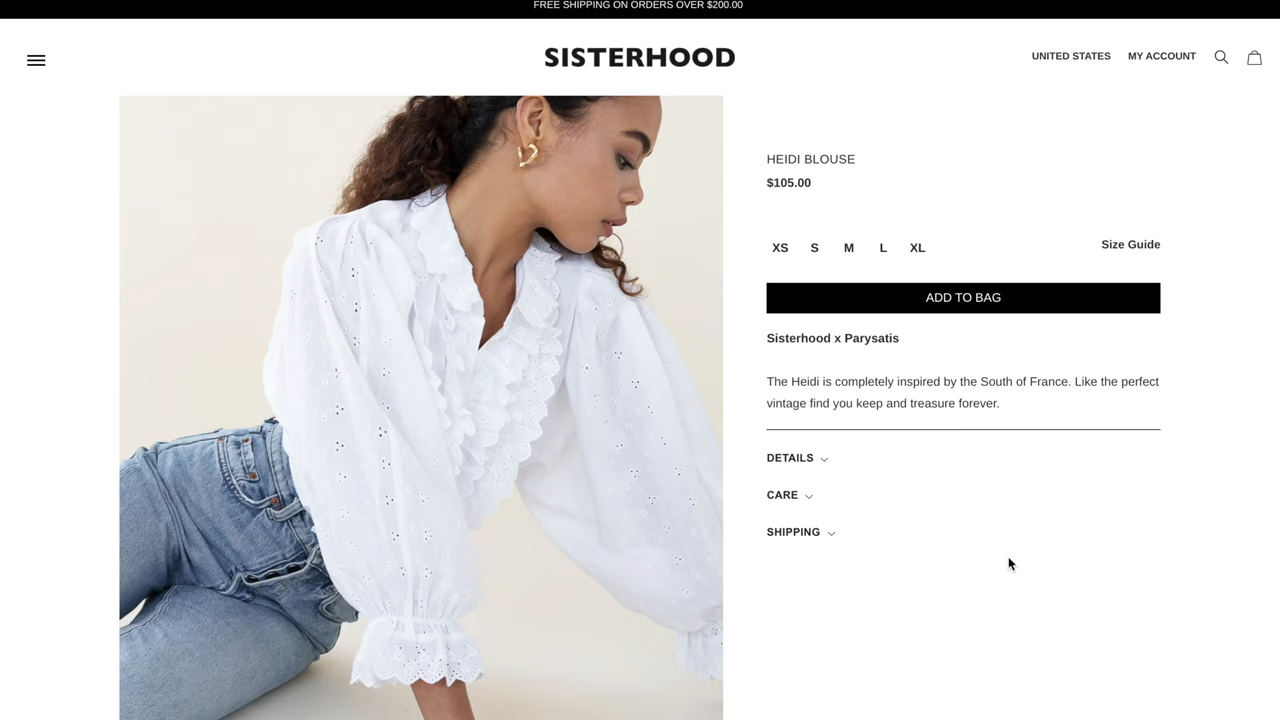 FREE SHIPPING ON ORDERS OVER $200.00
SISTERHOOD
UNITED STATES
MY ACCOUNT
HEIDI BLOUSE
$105.00
XS S M L XL
Size Guide
ADD TO BAG
Sisterhood x Parysatis
The Heidi is completely inspired by the South of France. Like the perfect
vintage find you keep and treasure forever.
DETAILS
CARE
SHIPPING